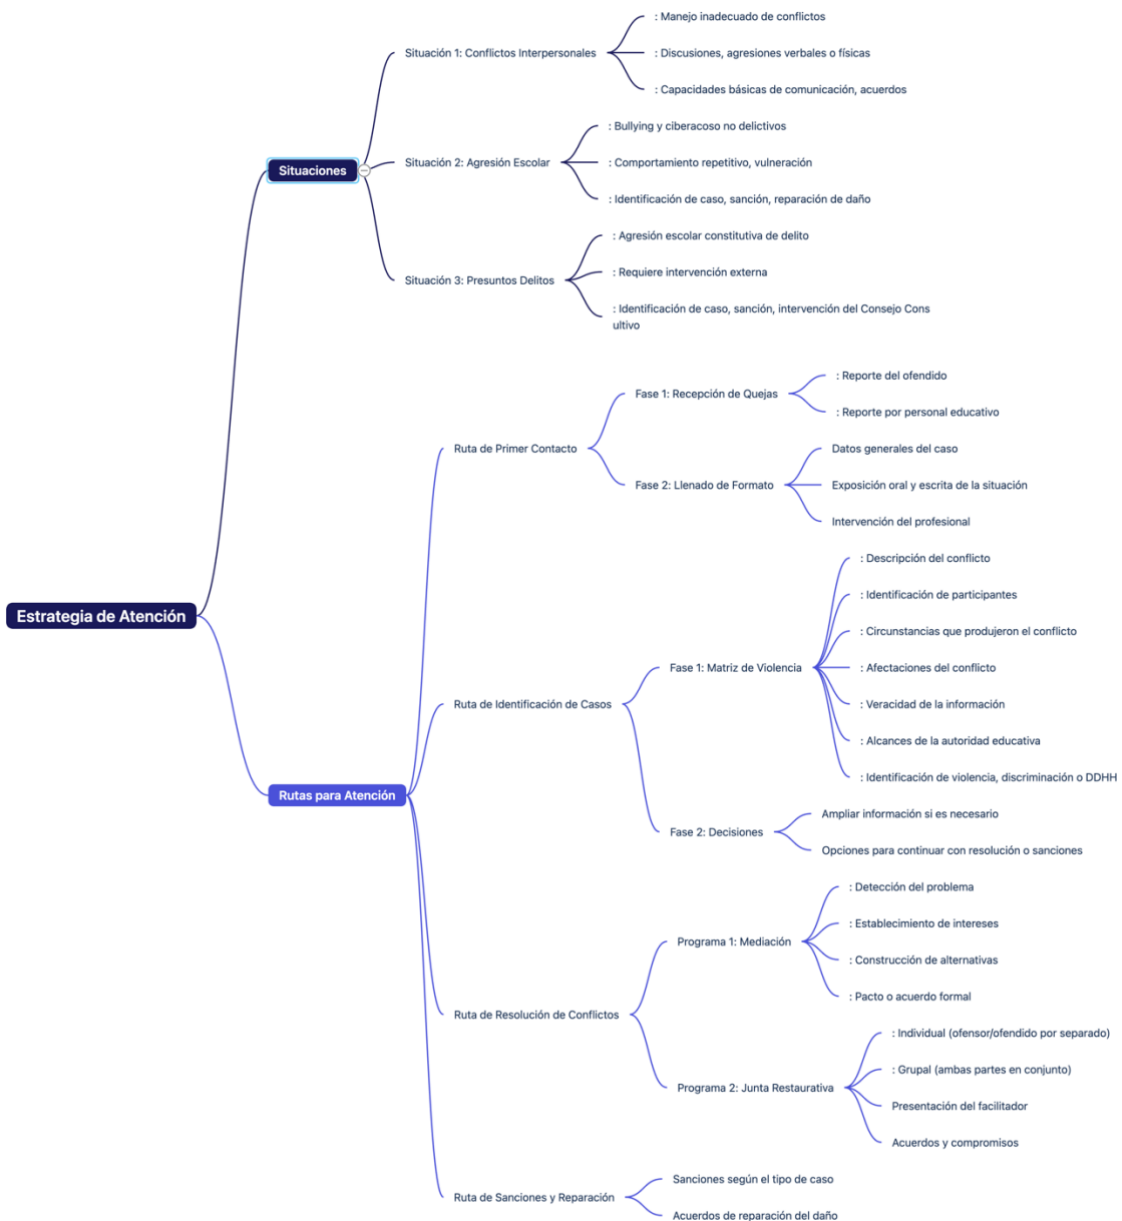 Estrategia de Atención
Situaciones
Situación 1: Conflictos Interpersonales
: Manejo inadecuado de conflictos
: Discusiones, agresiones verbales o físicas
: Capacidades básicas de comunicación, acuerdos
Situación 2: Agresión Escolar
: Bullying y ciberacoso no delictivos
: Comportamiento repetitivo, vulneración
: Identificación de caso, sanción, reparación de daño
Situación 3: Presuntos Delitos
: Agresión escolar constitutiva de delito
: Requiere intervención externa
: Identificación de caso, sanción, intervención del Consejo Cons
ultivo
Rutas para Atención
Ruta de Primer Contacto
Fase 1: Recepción de Quejas
: Reporte del ofendido
: Reporte por personal educativo
Fase 2: Llenado de Formato
Datos generales del caso
Exposición oral y escrita de la situación
Intervención del profesional
Ruta de Identificación de Casos
Fase 1: Matriz de Violencia
: Descripción del conflicto
: Identificación de participantes
: Circunstancias que produjeron el conflicto
: Afectaciones del conflicto
: Veracidad de la información
: Alcances de la autoridad educativa
: Identificación de violencia, discriminación o DDHH
Fase 2: Decisiones
Ampliar información si es necesario
Opciones para continuar con resolución o sanciones
Ruta de Resolución de Conflictos
Programa 1: Mediación
: Detección del problema
: Establecimiento de intereses
: Construcción de alternativas
: Pacto o acuerdo formal
Programa 2: Junta Restaurativa
: Individual (ofensor/ofendido por separado)
: Grupal (ambas partes en conjunto)
Presentación del facilitador
Acuerdos y compromisos
Ruta de Sanciones y Reparación
Sanciones según el tipo de caso
Acuerdos de reparación del daño